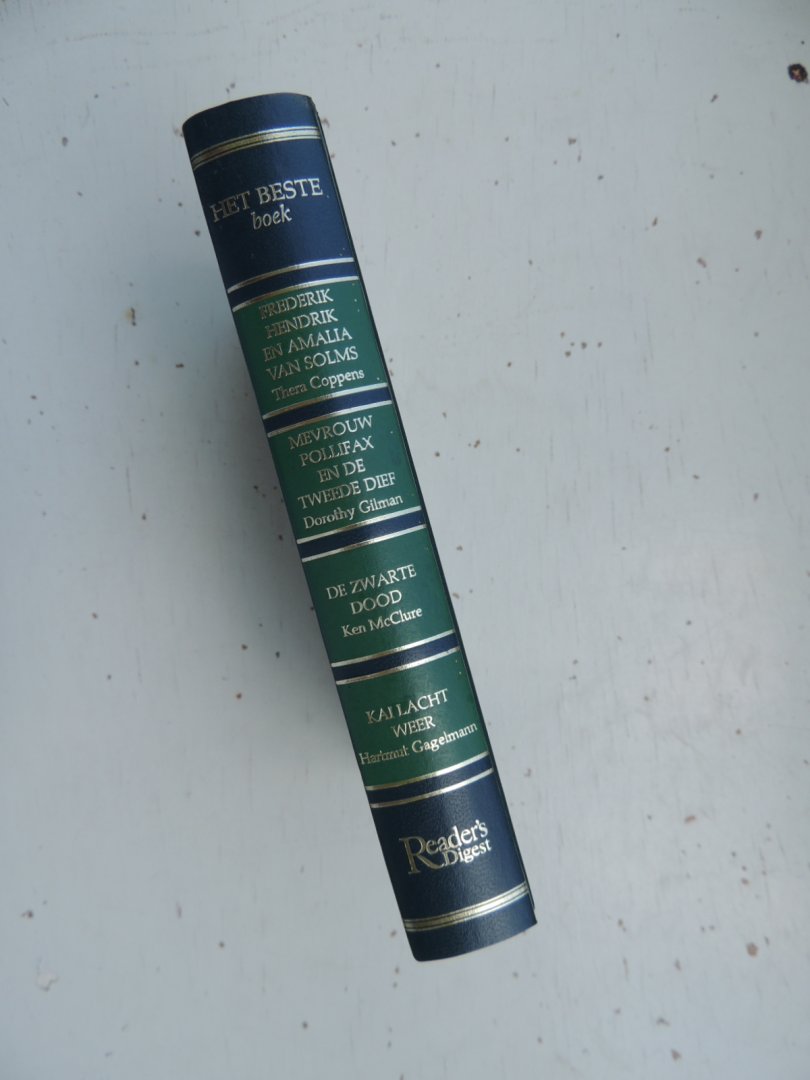 HET BESTE
boek
FREDERIK
HENDRIK
EN AMALIA
VAN SOLMS
Thera Coppens
MEVROUW
POLLIFAX
EN DE
TWEEDE DIEF
Dorothy Gilman
DE ZWARTE
DOOD
Ken McClure
KAI LACHT
WEER
Hartmut Gagelmann
Reader's
Digest